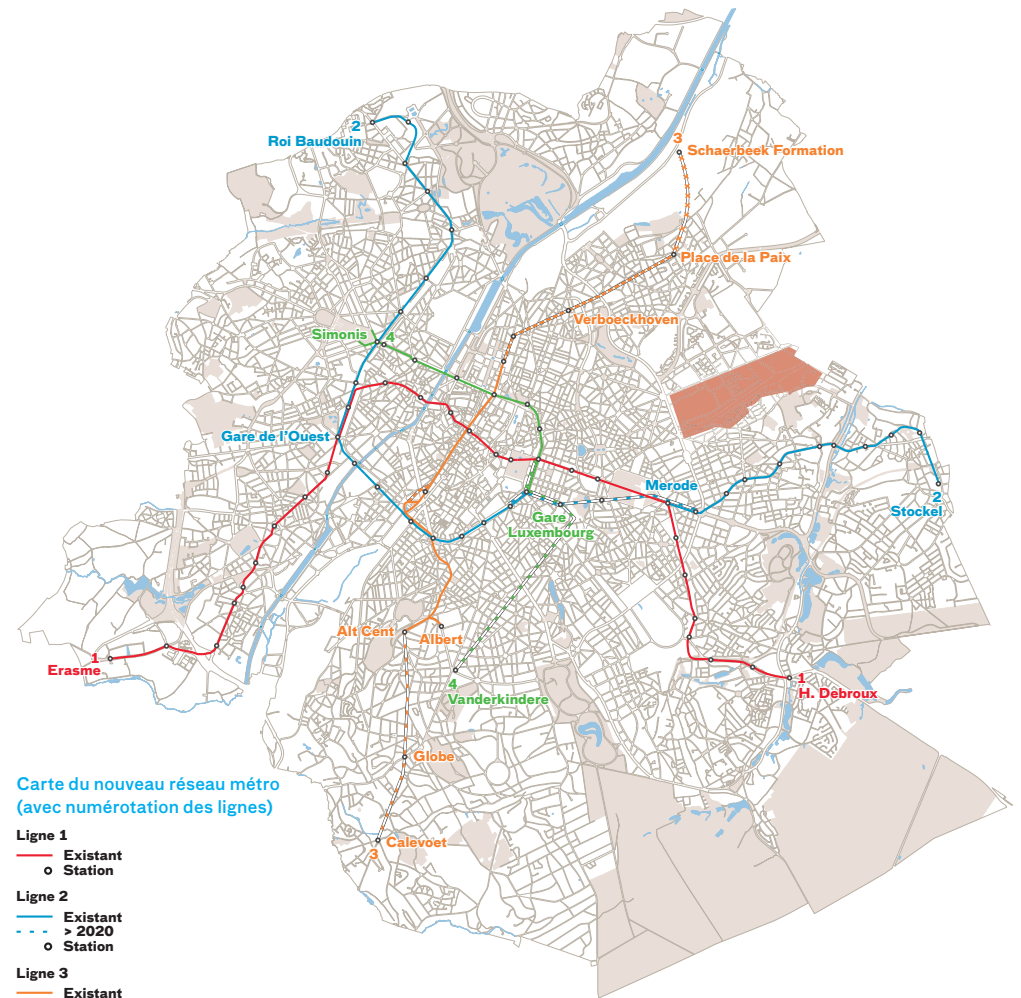 3
Schaerbeek Formation
2
Roi Baudouin
Place de la Paix
Verboeckhoven
Simonis
4
Gare de l'Ouest
Merode
2
Stockel
Gare
Luxembourg
Alt Cent
Albert
1
Erasme
4
Vanderkindere
1
H. Debroux
Globe
Calevoet
3
Carte du nouveau réseau métro
(avec numérotation des lignes)
Ligne 1
Existant
Station
Ligne 2
Existant
> 2020
Station
Ligne 3
Existant